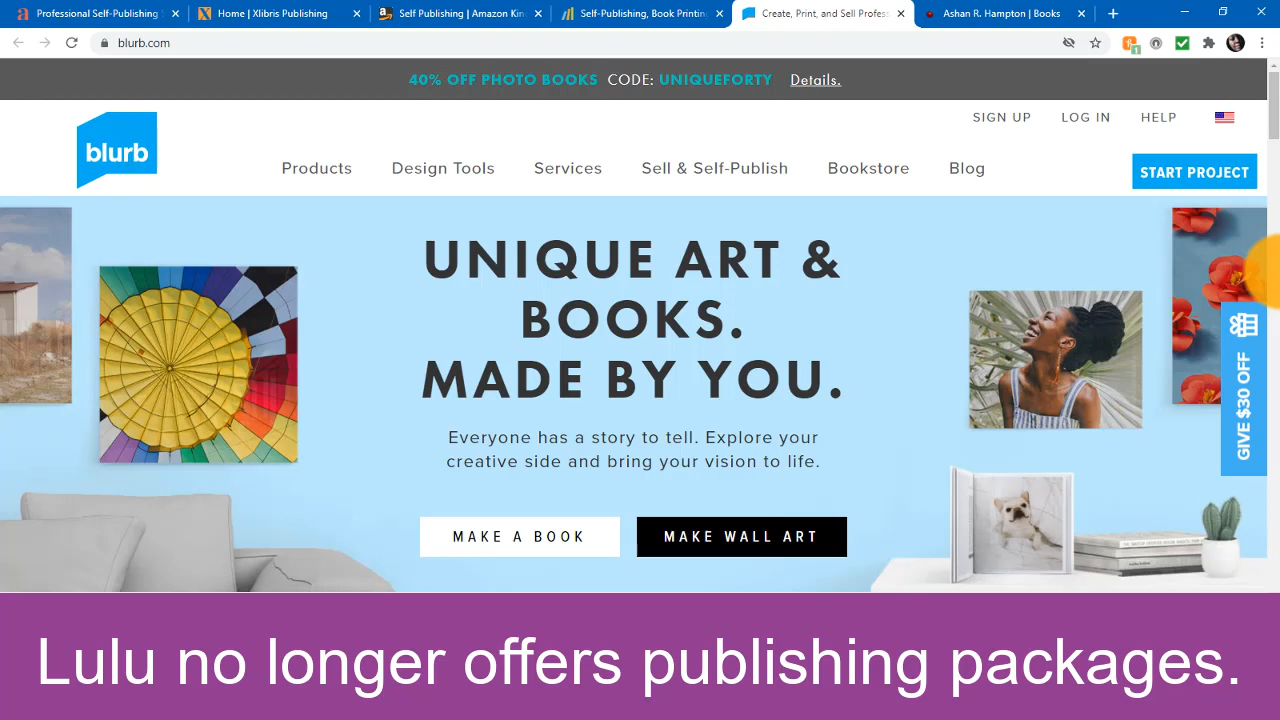 Professional Self-Publishing
Home | Xlibris Publishing
Self Publishing | Amazon Kin
Self-Publishing, Book Printing
Create, Print, and Sell Profess
Ashan R. Hampton | Books
blurb.com
1
40% OFF PHOTO BOOKS CODE: UNIQUEFORTY Details.
SIGN UP LOG IN HELP
blurb
Products Design Tools Services Sell & Self-Publish Bookstore Blog
START PROJECT
UNIQUE ART &
BOOKS.
MADE BY YOU.
Everyone has a story to tell. Explore your
creative side and bring your vision to life.
MAKE A BOOK
MAKE WALL ART
GIVE $30 OFF
Lulu no longer offers publishing packages.